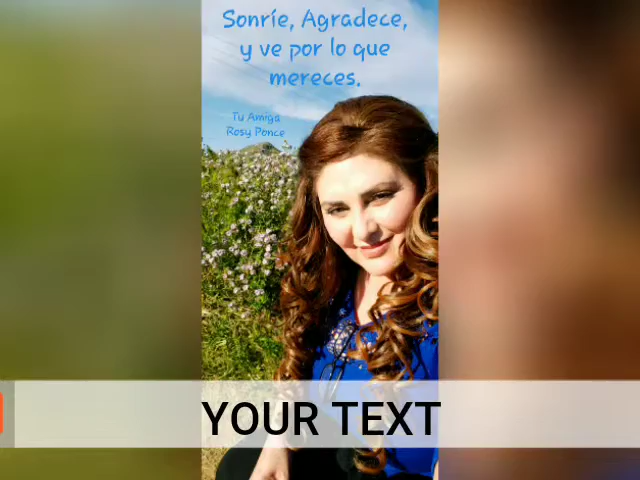 Sonríe, Agradece,
y ve por lo que
mereces.
Tu Amiga
Rosy Ponce
YOUR TEXT